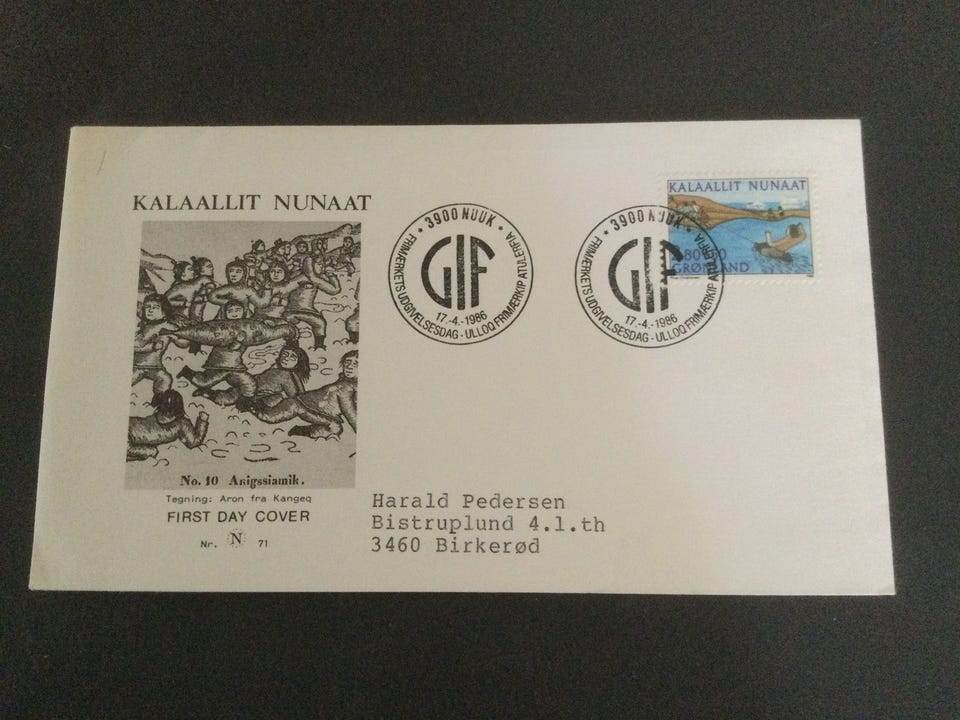 KALAALLIT NUNAAT
No. 10 Arigssiamik.
Tegning: Aron fra Kangeq
FIRST DAY COVER
Nr. N 71
* 3900 NUUK *
GIF
17.-4.-1986
FRIMÆRKETS UDGIVELSESDAG - ULLOQ FRIMÆRKIP ATULERFIA
* 3900 NUUK *
GIF
17.-4.-1986
FRIMÆRKETS UDGIVELSESDAG - ULLOQ FRIMÆRKIP ATULERFIA
KALAALLIT NUNAAT
GRØNLAND
Harald Pedersen
Bistruplund 4.1.th
3460 Birkerød